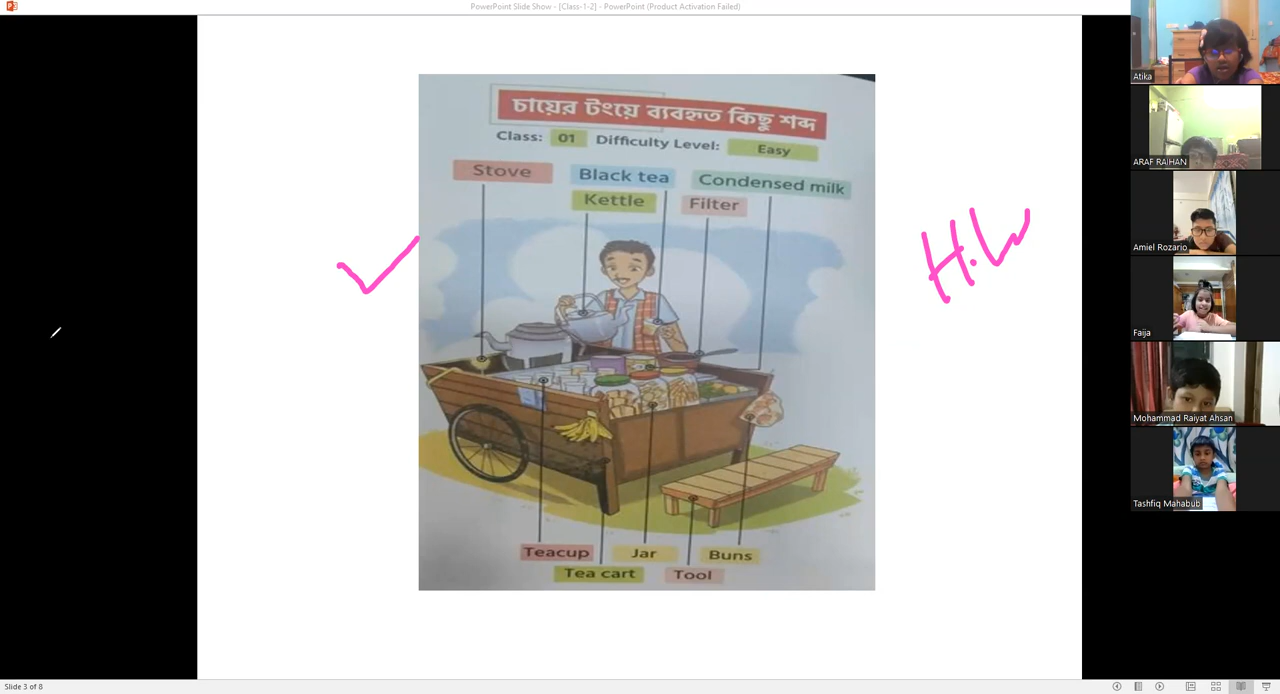 PowerPoint Slide Show - [Class-1-2] - PowerPoint (Product Activation Failed)
চায়ের টংয়ে ব্যবহৃত কিছু শব্দ
Class: 01 Difficulty Level: Easy
Stove Black tea Condensed milk
Kettle Filter
H.W
Teacup Jar Buns
Tea cart Tool
Atika
ARAF RAIHAN
Amiel Rozario
Faija
Mohammad Raiyat Ahsan
Tashfiq Mahabub
Slide 3 of 8